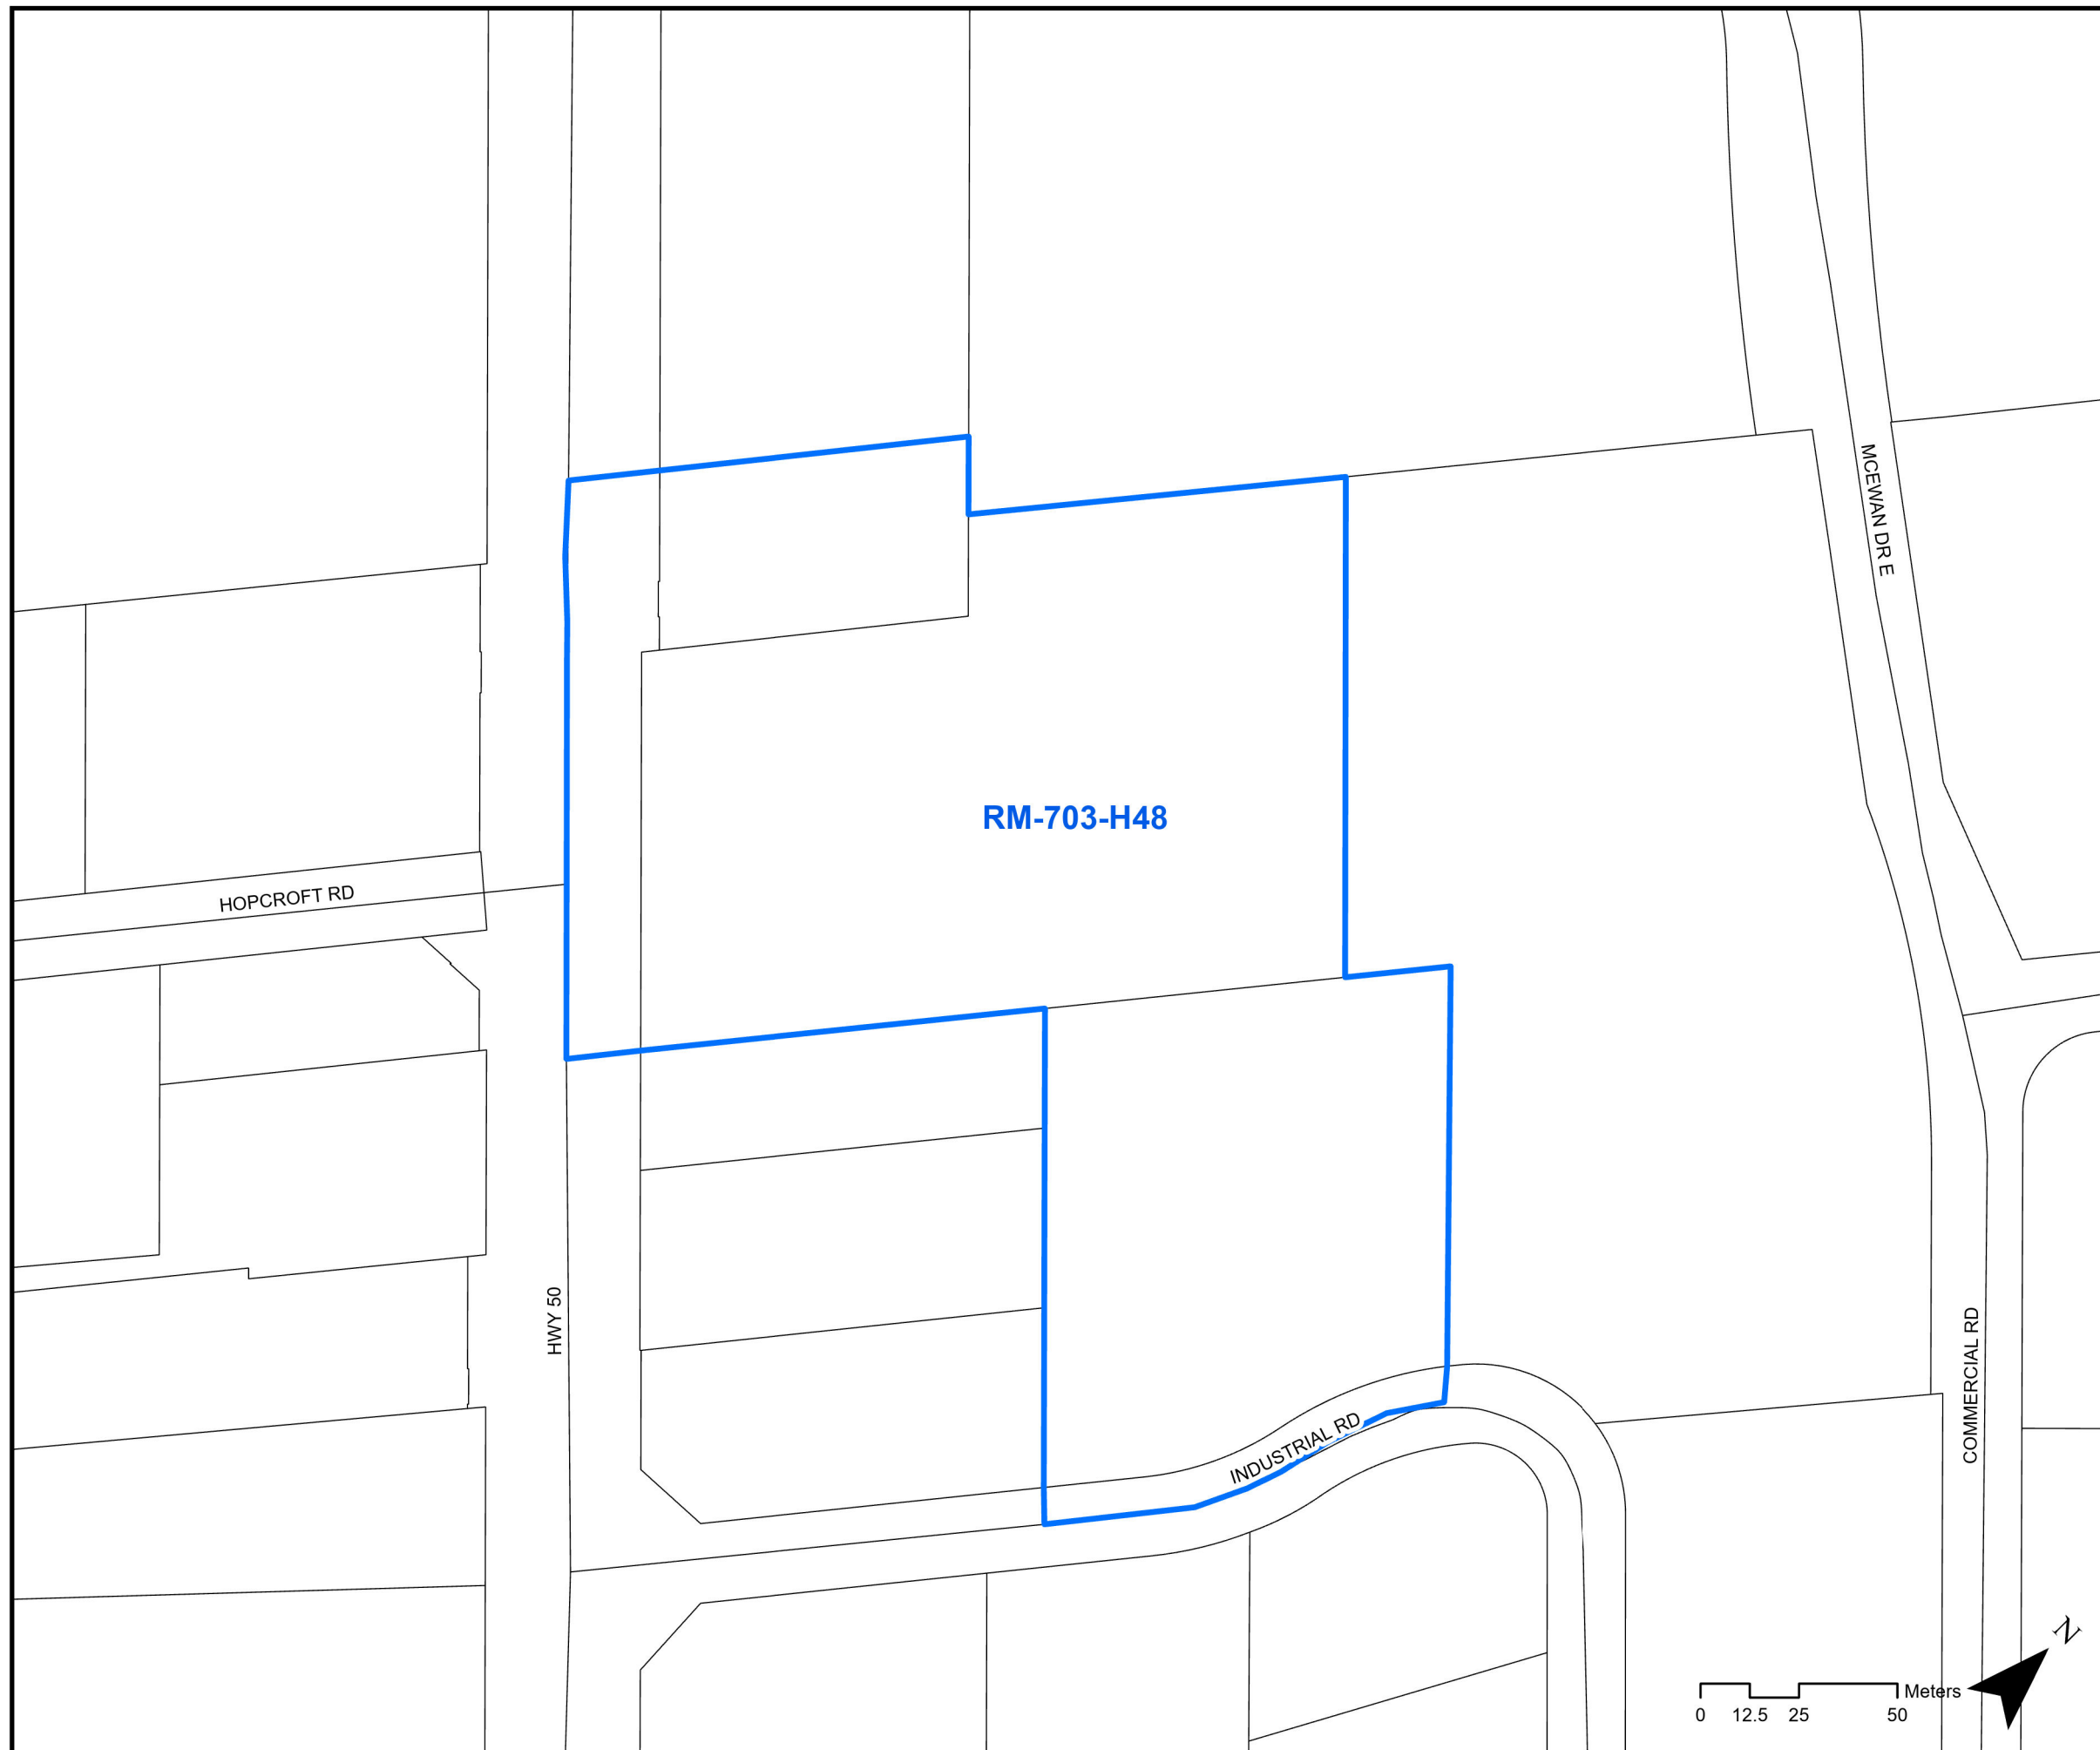 MCEWAN DR E
RM-703-H48
HOPCROFT RD
HWY 50
COMMERCIAL RD
INDUSTRIAL RD
N
Meters
0 12.5 25 50